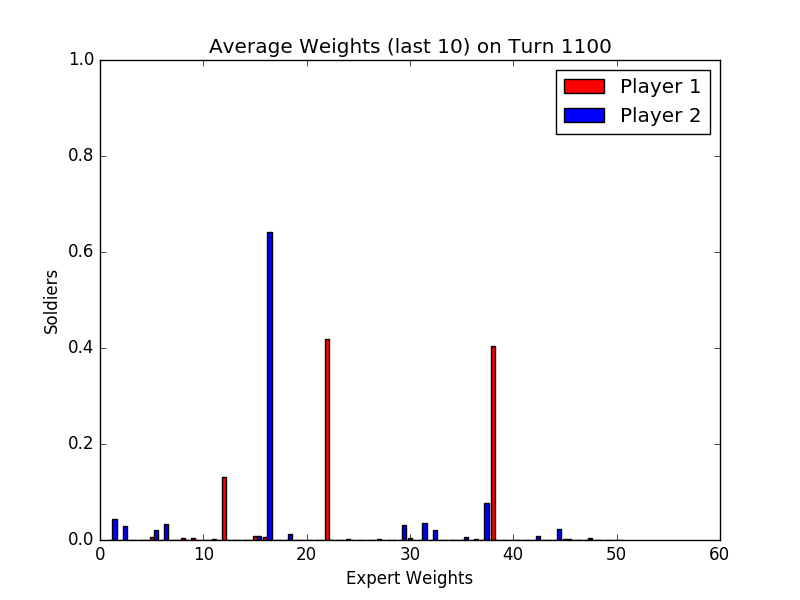 Average Weights (last 10) on Turn 1100
1.0
0.8
0.6
0.4
0.2
0.0
Soldiers
Player 1
Player 2
0 10 20 30 40 50 60
Expert Weights